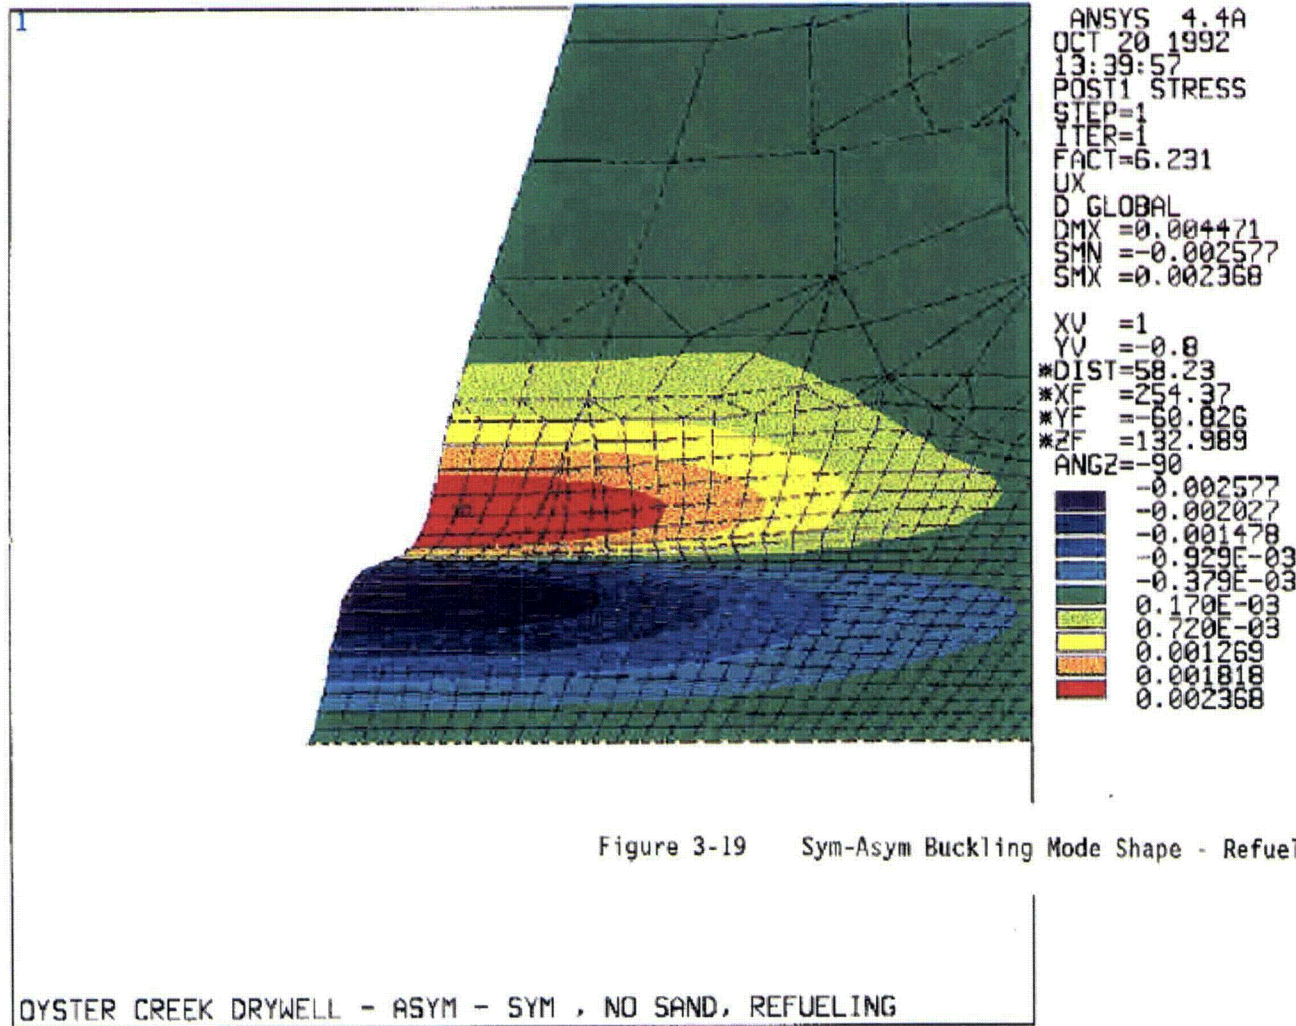 1
ANSYS 4.4A
OCT 20 1992
13:39:57
POST1 STRESS
STEP=1
ITER=1
FACT=6.231
UX
D GLOBAL
DMX =0.004471
SMN =-0.002577
SMX =0.002368
XV =1
YV =-0.8
*DIST=58.23
*XF =254.37
*YF =-60.826
*ZF =132.989
ANGZ=-90
-0.002577
-0.002027
-0.001478
-0.929E-03
-0.379E-03
0.170E-03
0.720E-03
0.001269
0.001818
0.002368
Figure 3-19 Sym-Asym Buckling Mode Shape - Refuel
OYSTER CREEK DRYWELL - ASYM - SYM , NO SAND, REFUELING